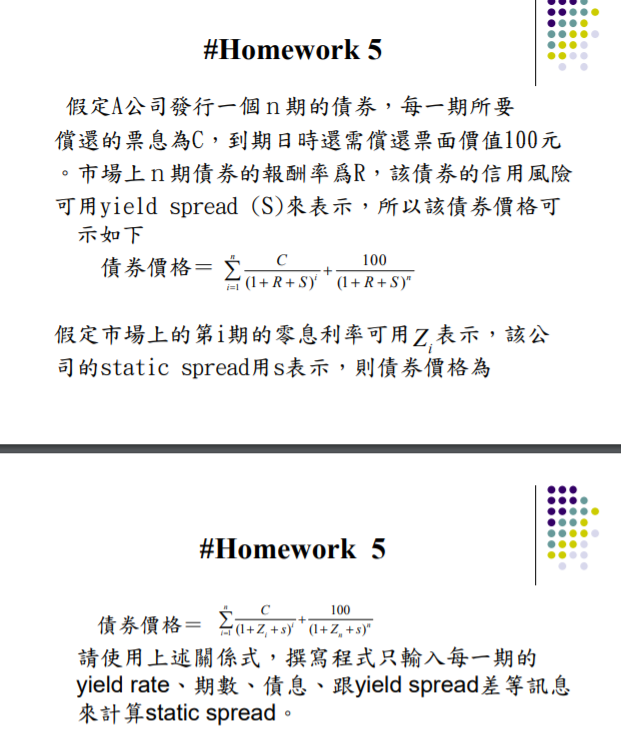 #Homework 5
假定A公司發行一個n期的債券，每一期所要
償還的票息為C，到期日時還需償還票面價值100元
。市場上n期債券的報酬率爲R，該債券的信用風險
可用yield spread (S)來表示，所以該債券價格可
示如下
債券價格＝ \sum_{i=1}^{n} \frac{C}{(1+R+S)^i} + \frac{100}{(1+R+S)^n}
假定市場上的第i期的零息利率可用Z_i表示，該公
司的static spread用s表示，則債券價格為
#Homework 5
債券價格＝ \sum_{i=1}^{n} \frac{C}{(1+Z_i+s)^i} + \frac{100}{(1+Z_n+s)^n}
請使用上述關係式，撰寫程式只輸入每一期的
yield rate、期數、債息、跟yield spread差等訊息
來計算static spread。